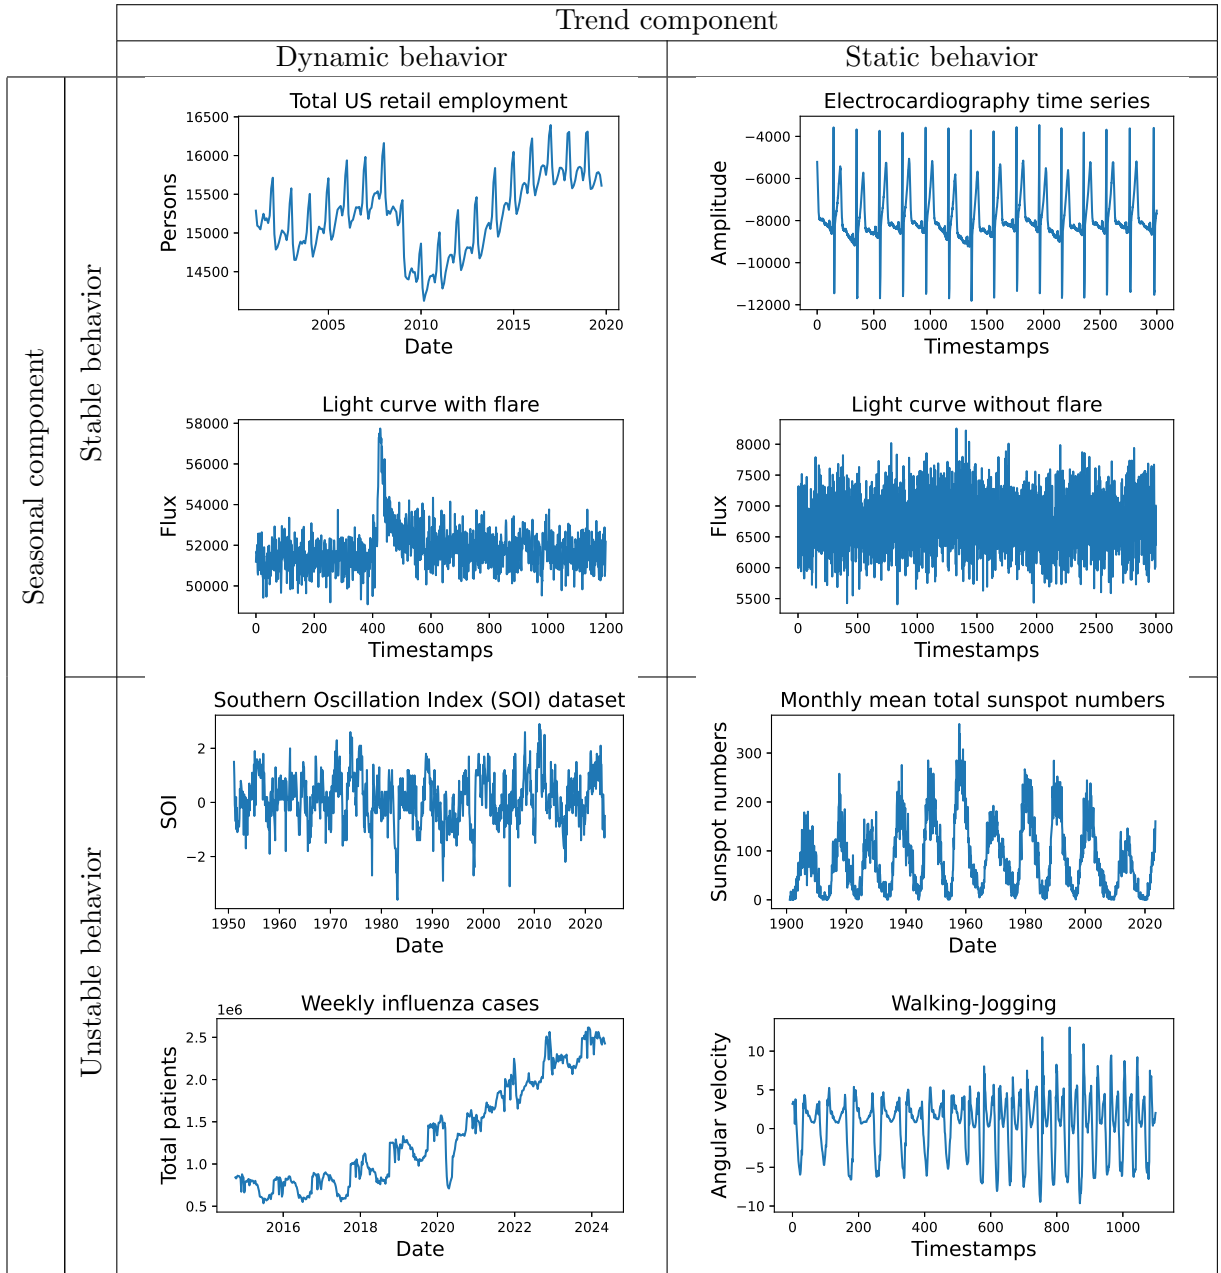 Trend component
Dynamic behavior
Static behavior
Seasonal component
Stable behavior
Total US retail employment
Persons
16500
16000
15500
15000
14500
2005
2010
2015
2020
Date
Electrocardiography time series
Amplitude
−4000
−6000
−8000
−10000
−12000
0
500
1000
1500
2000
2500
3000
Timestamps
Light curve with flare
Flux
58000
56000
54000
52000
50000
0
200
400
600
800
1000
1200
Timestamps
Light curve without flare
Flux
8000
7500
7000
6500
6000
5500
0
500
1000
1500
2000
2500
3000
Timestamps
Unstable behavior
Southern Oscillation Index (SOI) dataset
SOI
2
0
−2
1950
1960
1970
1980
1990
2000
2010
2020
Date
Monthly mean total sunspot numbers
Sunspot numbers
300
200
100
0
1900
1920
1940
1960
1980
2000
2020
Date
Weekly influenza cases
Total patients
1e6
2.5
2.0
1.5
1.0
0.5
2016
2018
2020
2022
2024
Date
Walking-Jogging
Angular velocity
10
5
0
−5
−10
0
200
400
600
800
1000
Timestamps